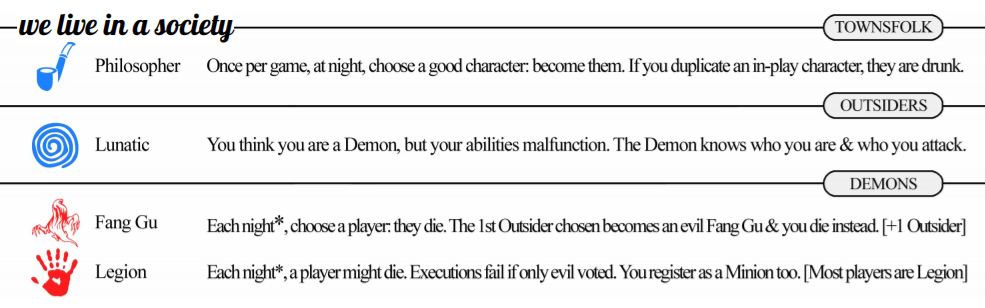 we live in a society
TOWNSFOLK
Philosopher Once per game, at night, choose a good character: become them. If you duplicate an in-play character, they are drunk.
OUTSIDERS
Lunatic You think you are a Demon, but your abilities malfunction. The Demon knows who you are & who you attack.
DEMONS
Fang Gu Each night*, choose a player: they die. The 1st Outsider chosen becomes an evil Fang Gu & you die instead. [+1 Outsider]
Legion Each night*, a player might die. Executions fail if only evil voted. You register as a Minion too. [Most players are Legion]